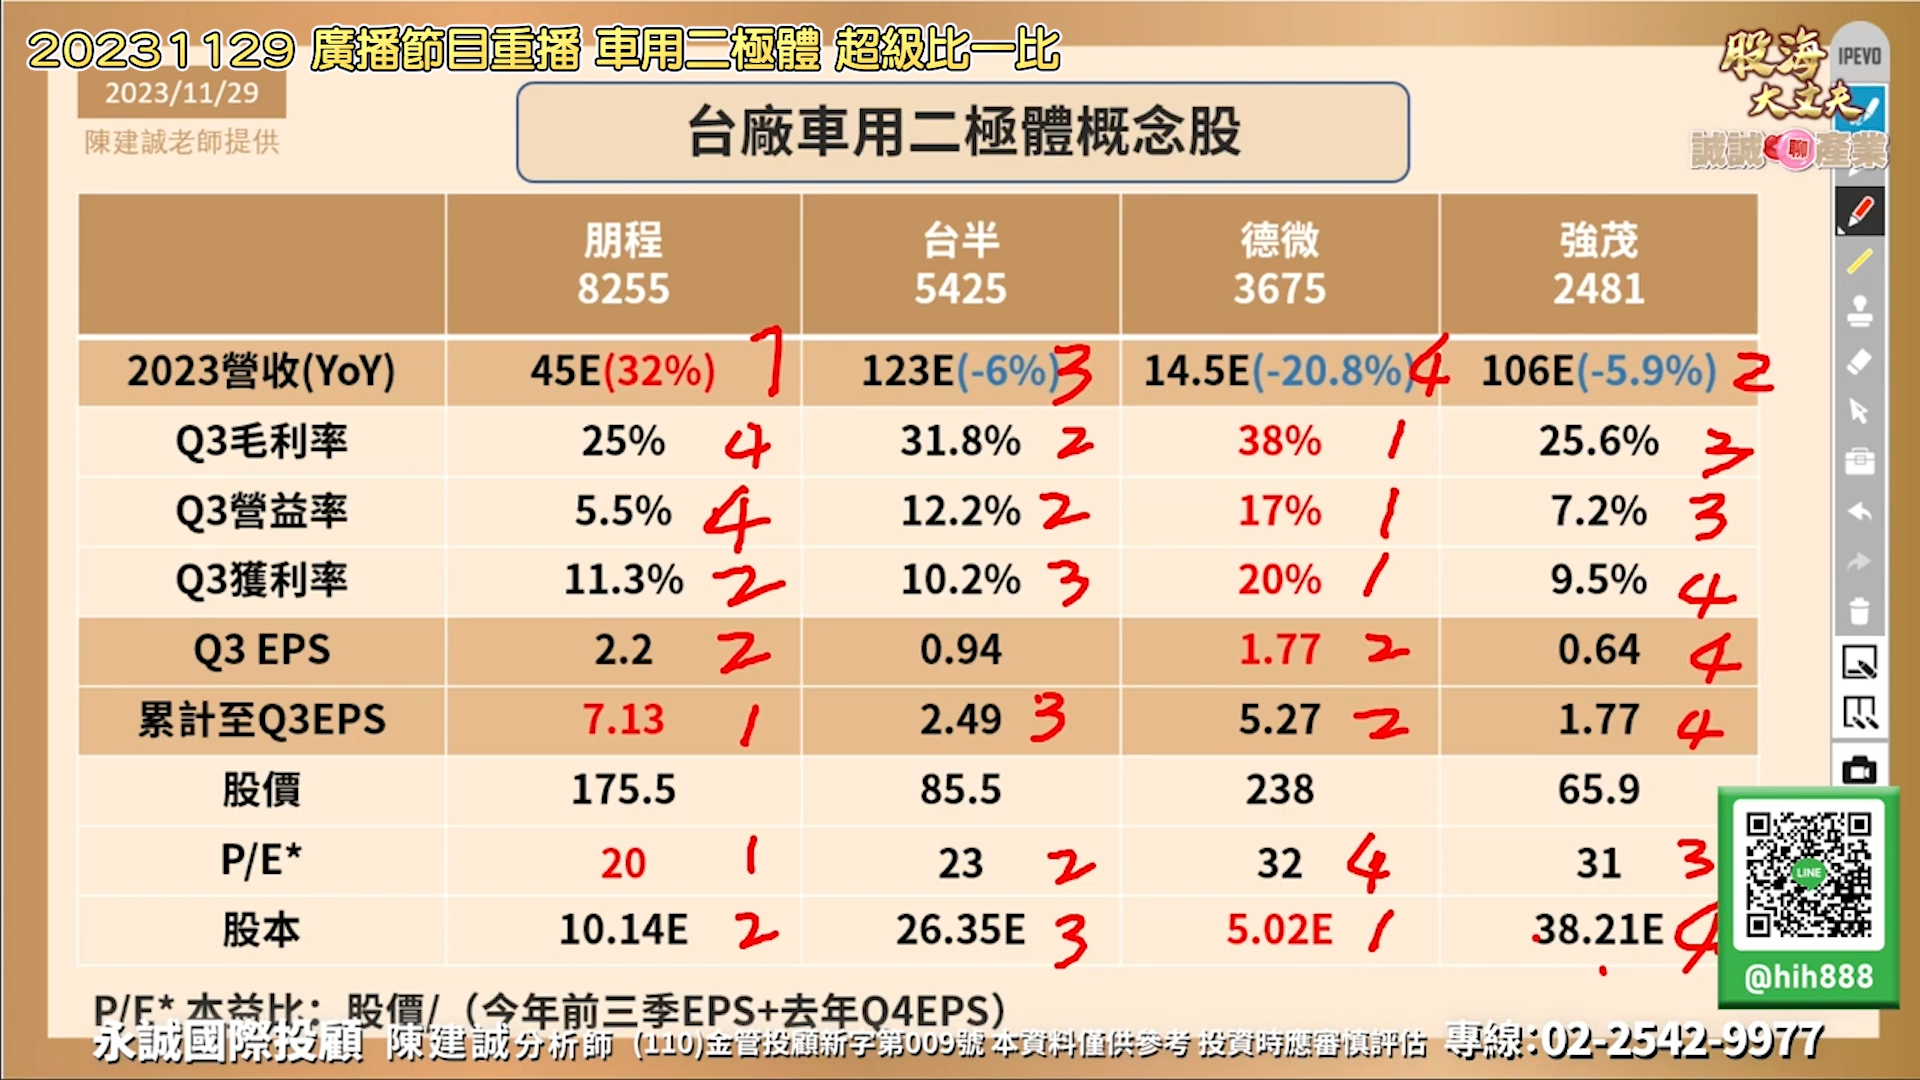 20231129 廣播節目重播 車用二極體 超級比一比
2023/11/29
陳建誠老師提供
台廠車用二極體概念股
股海大丈夫
誠誠聊產業
IPEVO
朋程 8255 台半 5425 德微 3675 強茂 2481
2023營收(YoY) 45E(32%) 1 123E(-6%) 3 14.5E(-20.8%) 4 106E(-5.9%) 2
Q3毛利率 25% 4 31.8% 2 38% 1 25.6% 3
Q3營益率 5.5% 4 12.2% 2 17% 1 7.2% 3
Q3獲利率 11.3% 2 10.2% 3 20% 1 9.5% 4
Q3 EPS 2.2 2 0.94 1.77 2 0.64 4
累計至Q3EPS 7.13 1 2.49 3 5.27 2 1.77 4
股價 175.5 85.5 238 65.9
P/E* 20 1 23 2 32 4 31 3
股本 10.14E 2 26.35E 3 5.02E 1 38.21E 4
LINE
@hih888
P/E* 本益比：股價/（今年前三季EPS+去年Q4EPS）
永誠國際投顧 陳建誠分析師 (110)金管投顧新字第009號 本資料僅供參考 投資時應審慎評估 專線:02-2542-9977